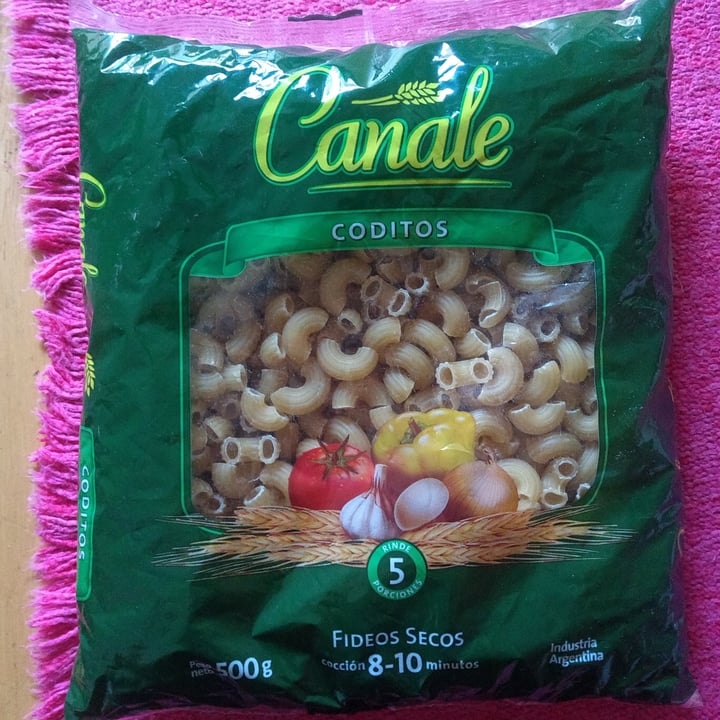 Canale
CODITOS
CODITOS
RINDE
5
PORCIONES
FIDEOS SECOS
cocción 8-10 minutos
Peso
neto 500g
Industria
Argentina